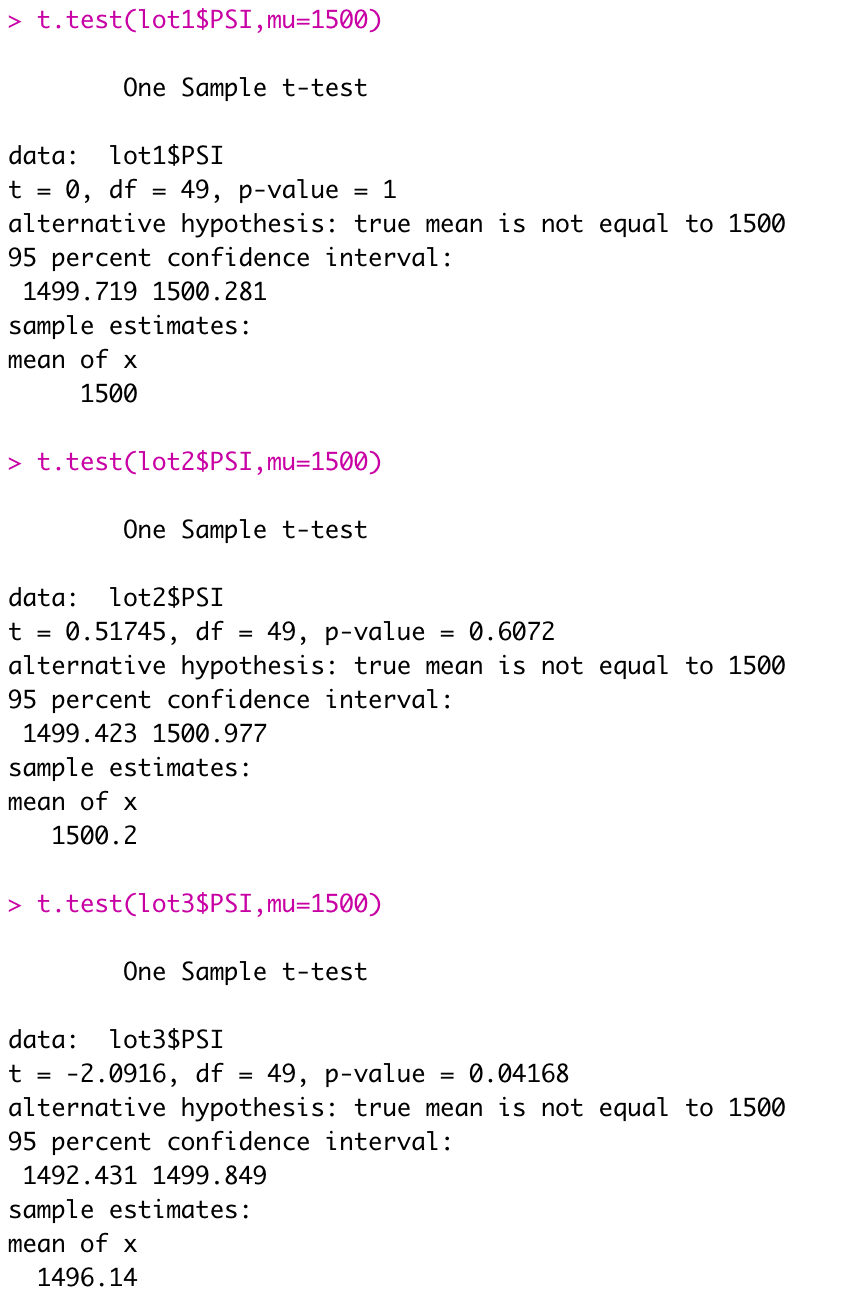 > t.test(lot1$PSI,mu=1500)
One Sample t-test
data:  lot1$PSI
t = 0, df = 49, p-value = 1
alternative hypothesis: true mean is not equal to 1500
95 percent confidence interval:
 1499.719 1500.281
sample estimates:
mean of x
     1500
> t.test(lot2$PSI,mu=1500)
One Sample t-test
data:  lot2$PSI
t = 0.51745, df = 49, p-value = 0.6072
alternative hypothesis: true mean is not equal to 1500
95 percent confidence interval:
 1499.423 1500.977
sample estimates:
mean of x
   1500.2
> t.test(lot3$PSI,mu=1500)
One Sample t-test
data:  lot3$PSI
t = -2.0916, df = 49, p-value = 0.04168
alternative hypothesis: true mean is not equal to 1500
95 percent confidence interval:
 1492.431 1499.849
sample estimates:
mean of x
  1496.14